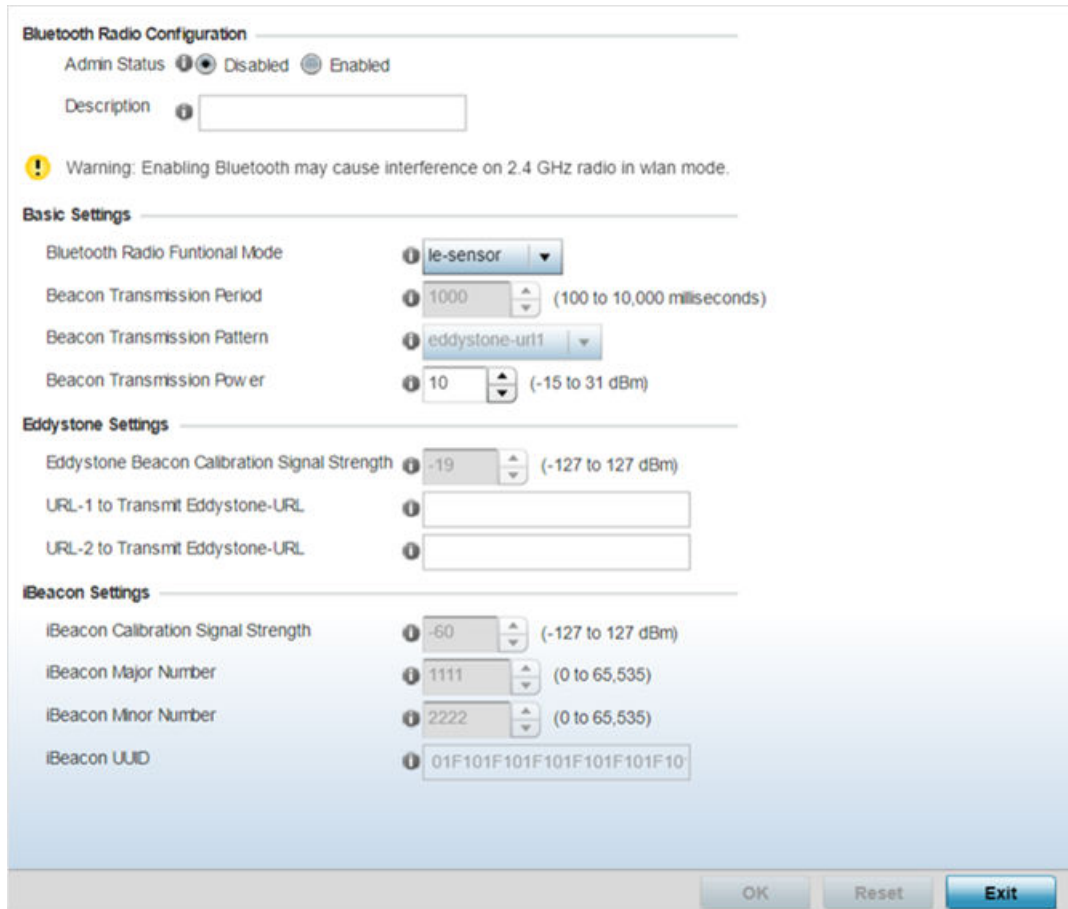 Bluetooth Radio Configuration
Admin Status Disabled Enabled
Description
Warning: Enabling Bluetooth may cause interference on 2.4 GHz radio in wlan mode.
Basic Settings
Bluetooth Radio Funtional Mode le-sensor
Beacon Transmission Period 1000 (100 to 10,000 milliseconds)
Beacon Transmission Pattern eddystone-url1
Beacon Transmission Power 10 (-15 to 31 dBm)
Eddystone Settings
Eddystone Beacon Calibration Signal Strength -19 (-127 to 127 dBm)
URL-1 to Transmit Eddystone-URL
URL-2 to Transmit Eddystone-URL
iBeacon Settings
iBeacon Calibration Signal Strength -60 (-127 to 127 dBm)
iBeacon Major Number 1111 (0 to 65,535)
iBeacon Minor Number 2222 (0 to 65,535)
iBeacon UUID 01F101F101F101F101F101F10
OK Reset Exit